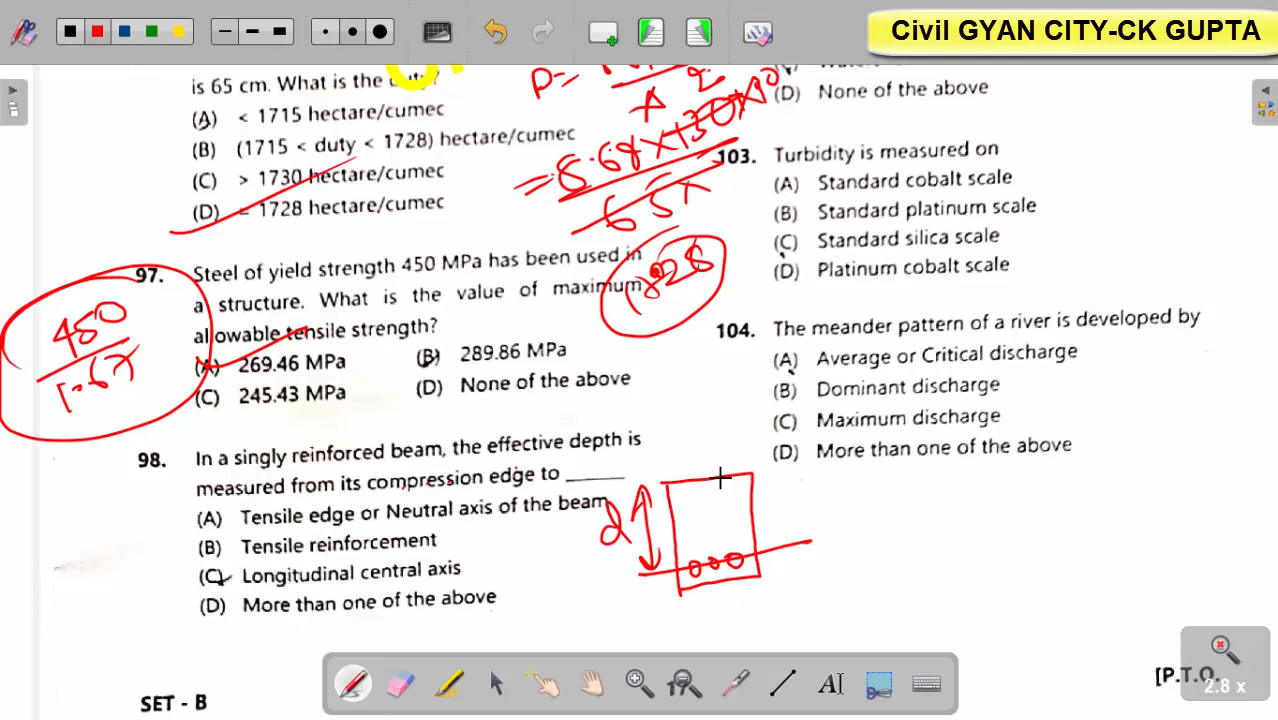 Civil GYAN CITY-CK GUPTA
is 65 cm. What is the duty?
(A) < 1715 hectare/cumec
(B) (1715 < duty < 1728) hectare/cumec
(C) > 1730 hectare/cumec
(D) = 1728 hectare/cumec
P=
= 8.64×130×10
65×
1828
97. Steel of yield strength 450 MPa has been used in
a structure. What is the value of maximum
allowable tensile strength?
(A) 269.46 MPa (B) 289.86 MPa
(C) 245.43 MPa (D) None of the above
450
1.67
98. In a singly reinforced beam, the effective depth is
measured from its compression edge to ______
(A) Tensile edge or Neutral axis of the beam
(B) Tensile reinforcement
(C) Longitudinal central axis
(D) More than one of the above
d
SET - B
(D) None of the above
103. Turbidity is measured on
(A) Standard cobalt scale
(B) Standard platinum scale
(C) Standard silica scale
(D) Platinum cobalt scale
104. The meander pattern of a river is developed by
(A) Average or Critical discharge
(B) Dominant discharge
(C) Maximum discharge
(D) More than one of the above
[P.T.O.
2.8 x